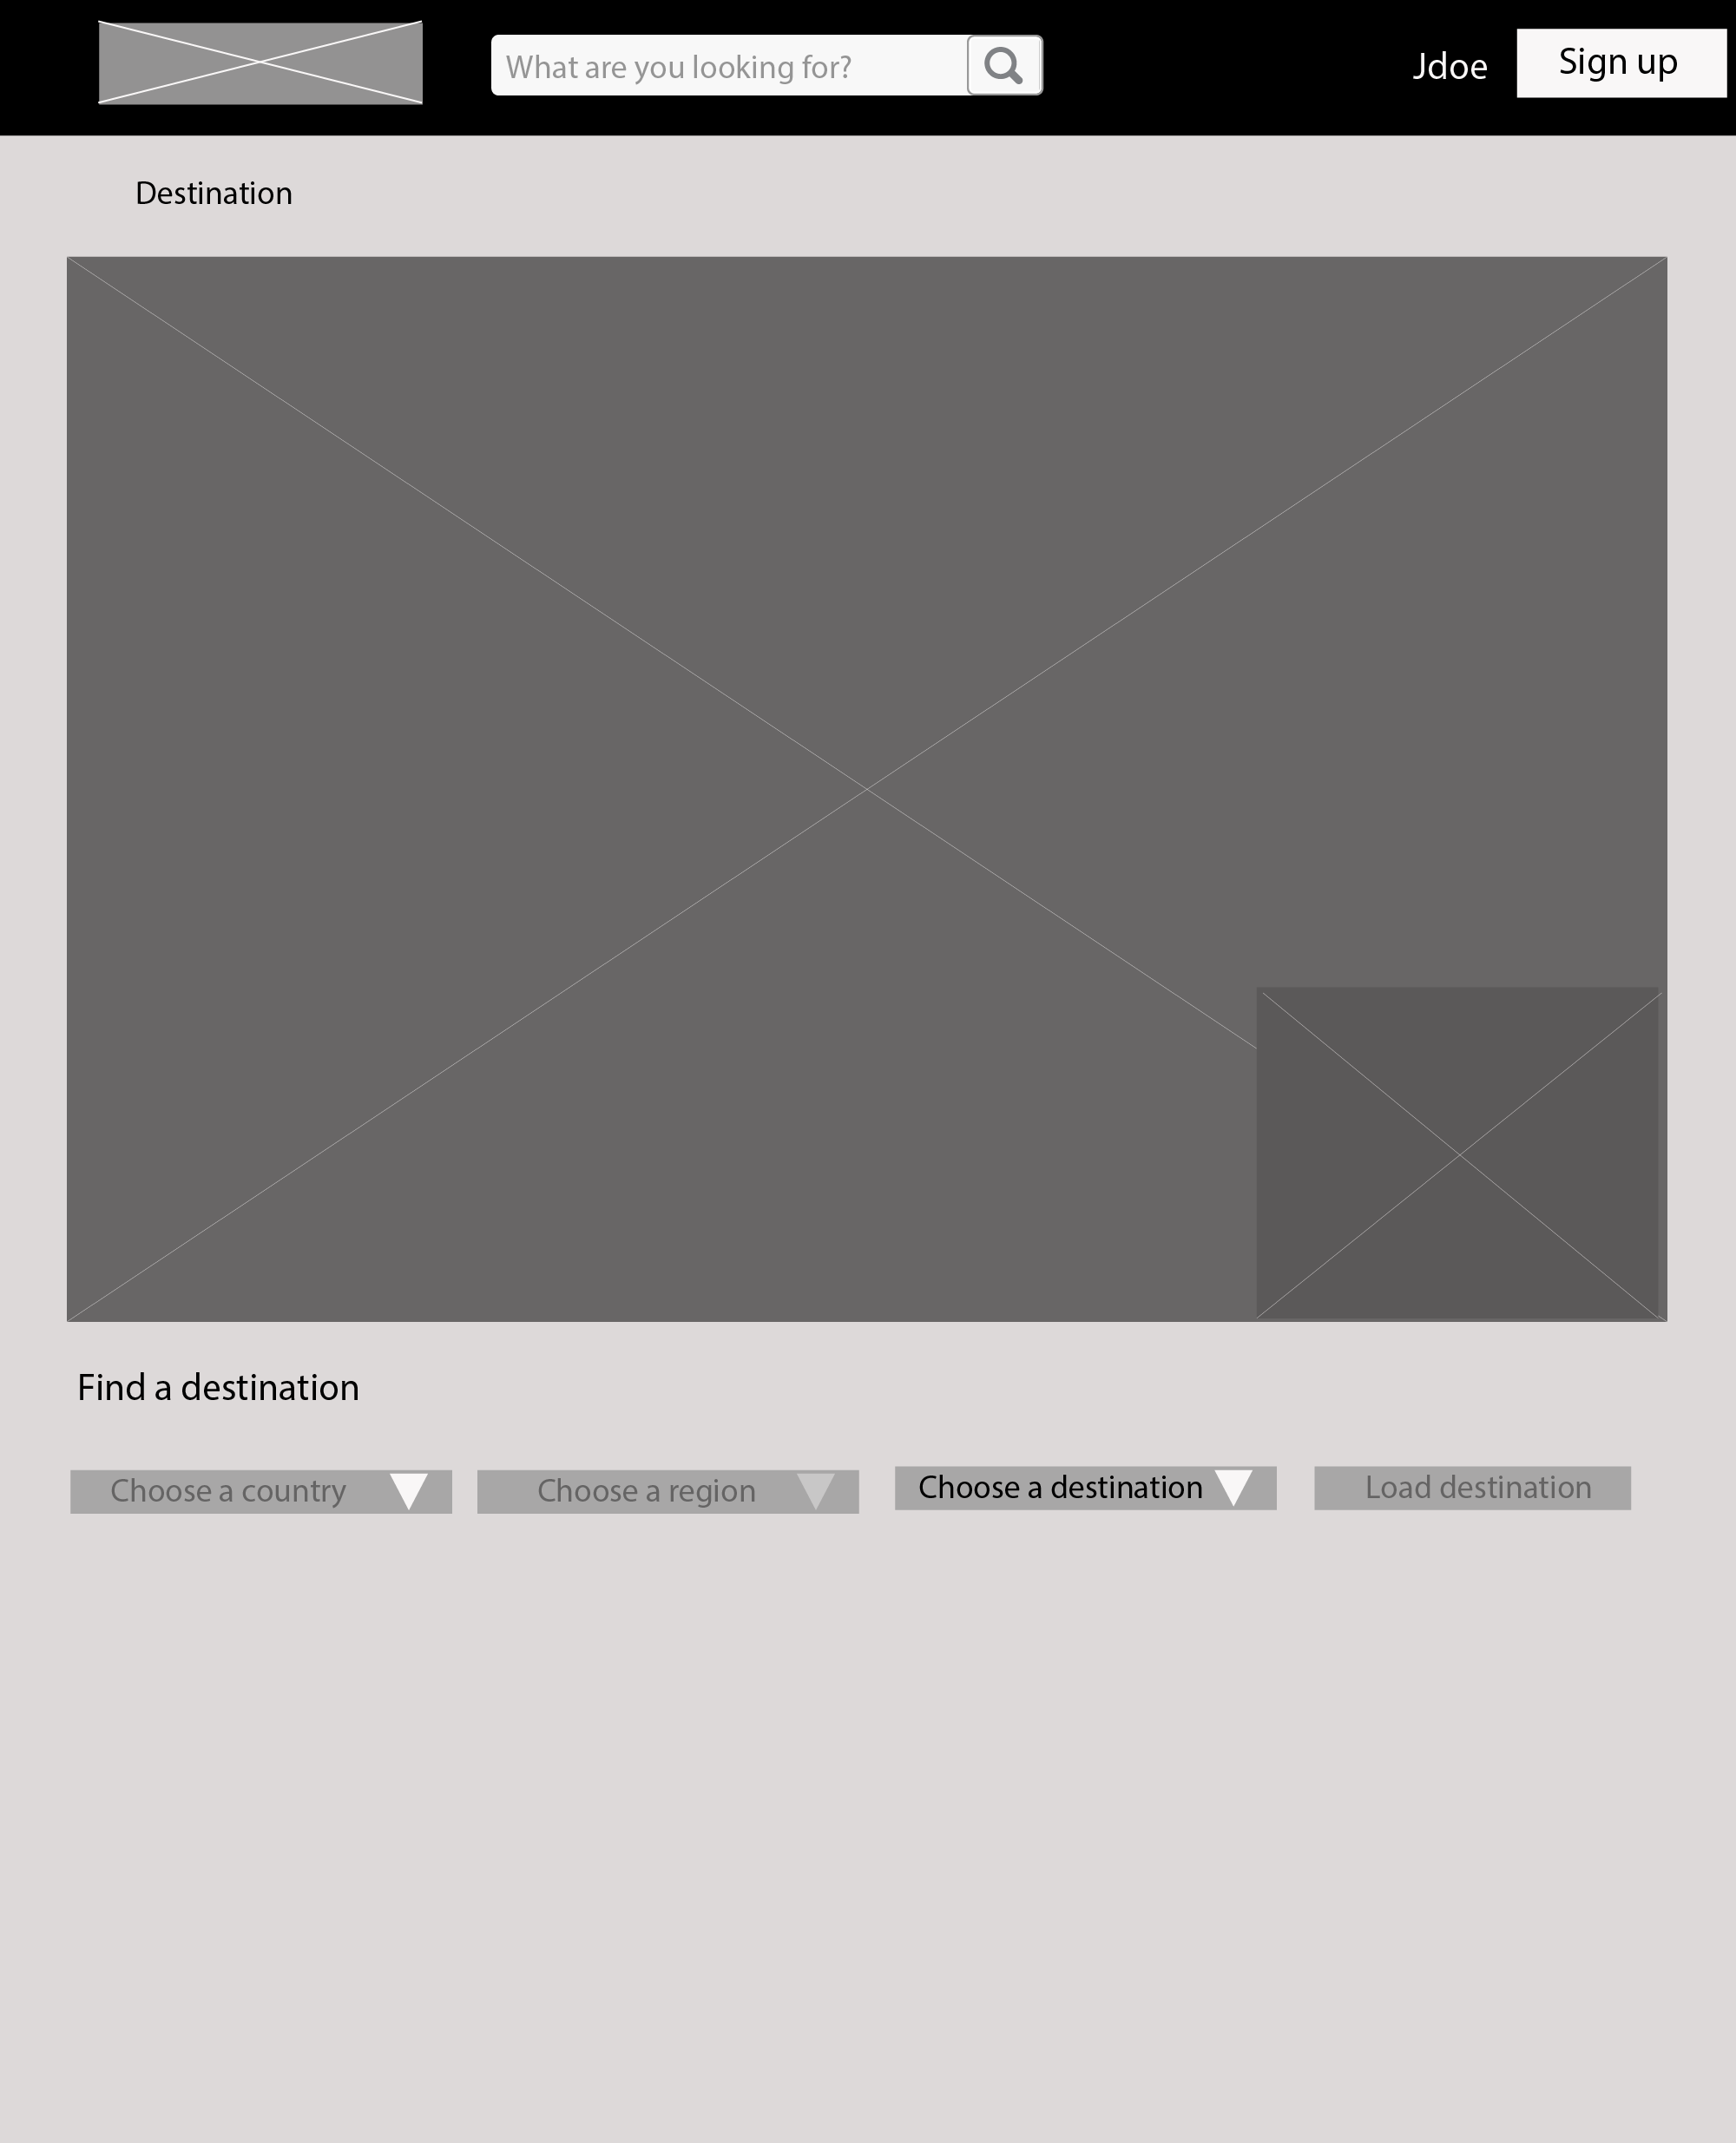 What are you looking for?
Jdoe
Sign up
Destination
Find a destination
Choose a country
Choose a region
Choose a destination
Load destination